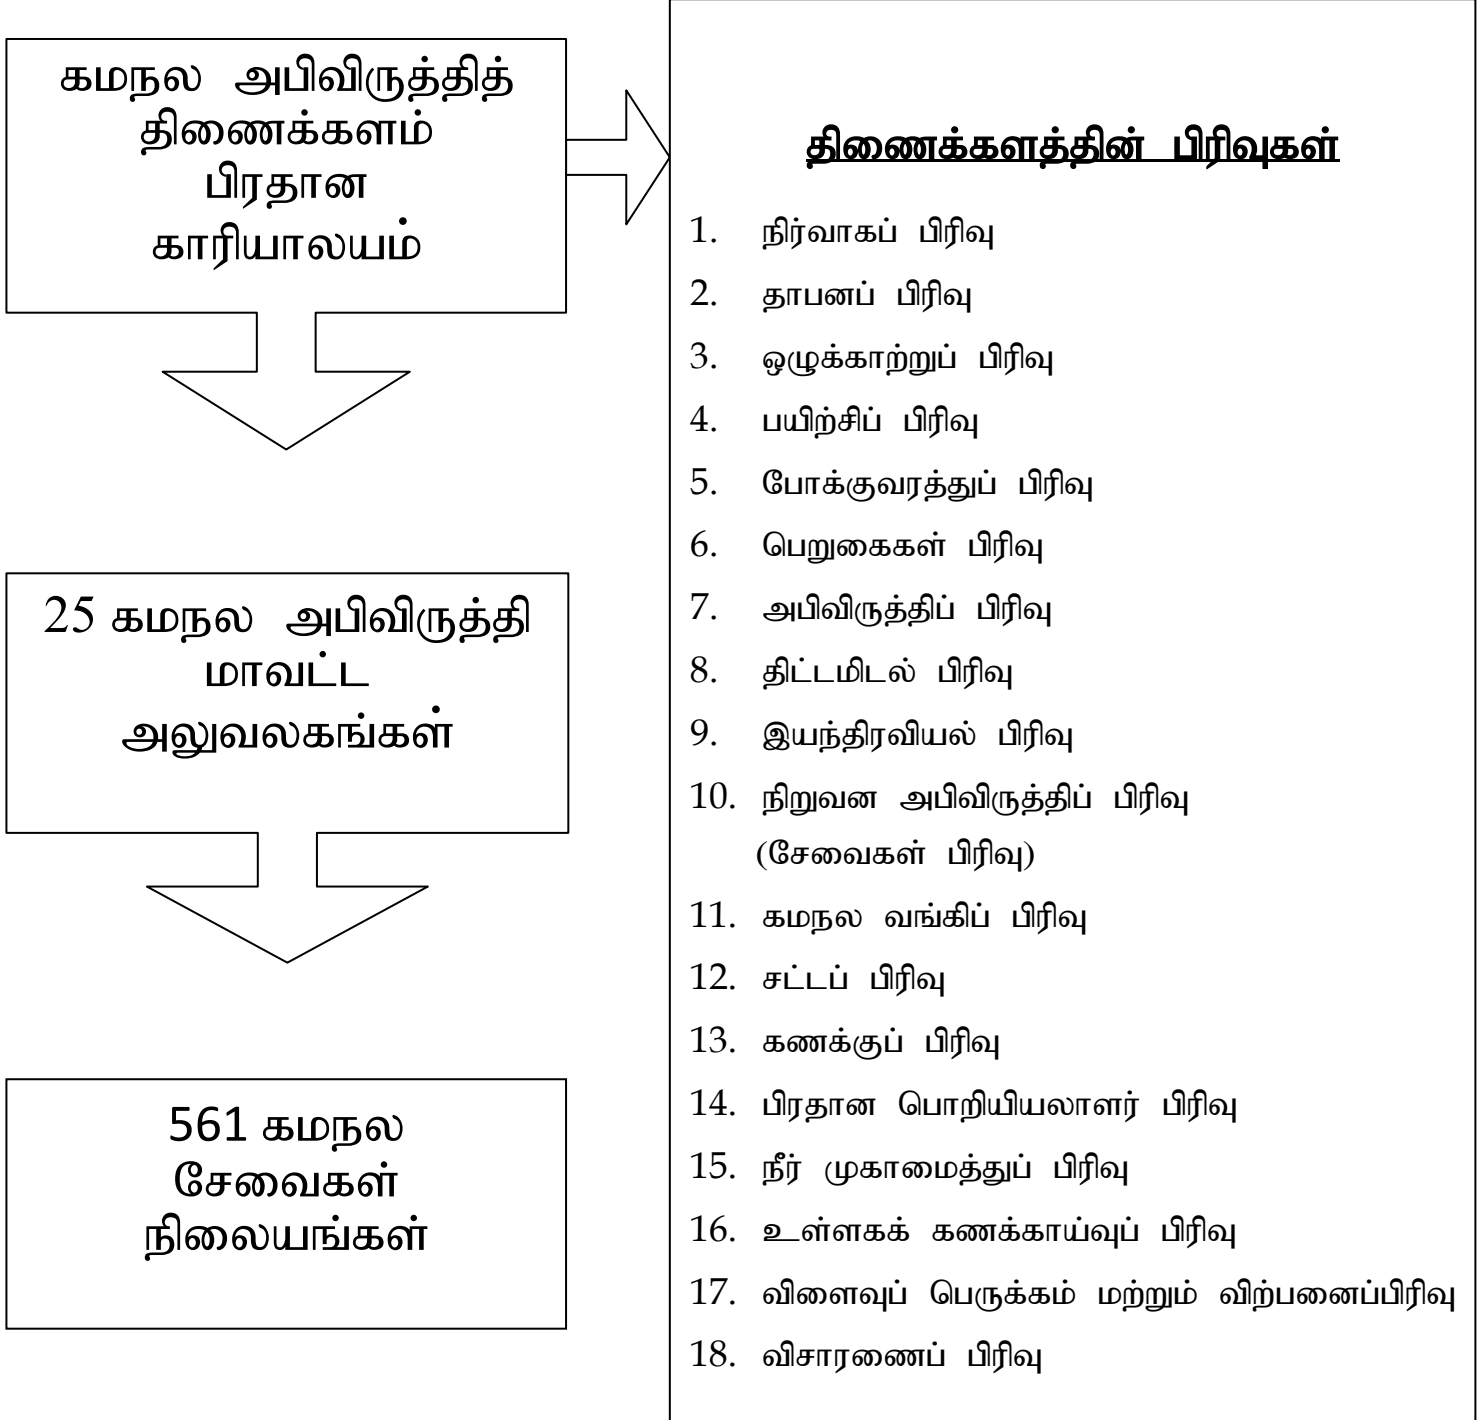 கமநல அபிவிருத்தித்
திணைக்களம்
பிரதான
காரியாலயம்
25 கமநல அபிவிருத்தி
மாவட்ட
அலுவலகங்கள்
561 கமநல
சேவைகள்
நிலையங்கள்
திணைக்களத்தின் பிரிவுகள்
1. நிர்வாகப் பிரிவு
2. தாபனப் பிரிவு
3. ஒழுக்காற்றுப் பிரிவு
4. பயிற்சிப் பிரிவு
5. போக்குவரத்துப் பிரிவு
6. பெறுகைகள் பிரிவு
7. அபிவிருத்திப் பிரிவு
8. திட்டமிடல் பிரிவு
9. இயந்திரவியல் பிரிவு
10. நிறுவன அபிவிருத்திப் பிரிவு
(சேவைகள் பிரிவு)
11. கமநல வங்கிப் பிரிவு
12. சட்டப் பிரிவு
13. கணக்குப் பிரிவு
14. பிரதான பொறியியலாளர் பிரிவு
15. நீர் முகாமைத்துப் பிரிவு
16. உள்ளகக் கணக்காய்வுப் பிரிவு
17. விளைவுப் பெருக்கம் மற்றும் விற்பனைப்பிரிவு
18. விசாரணைப் பிரிவு